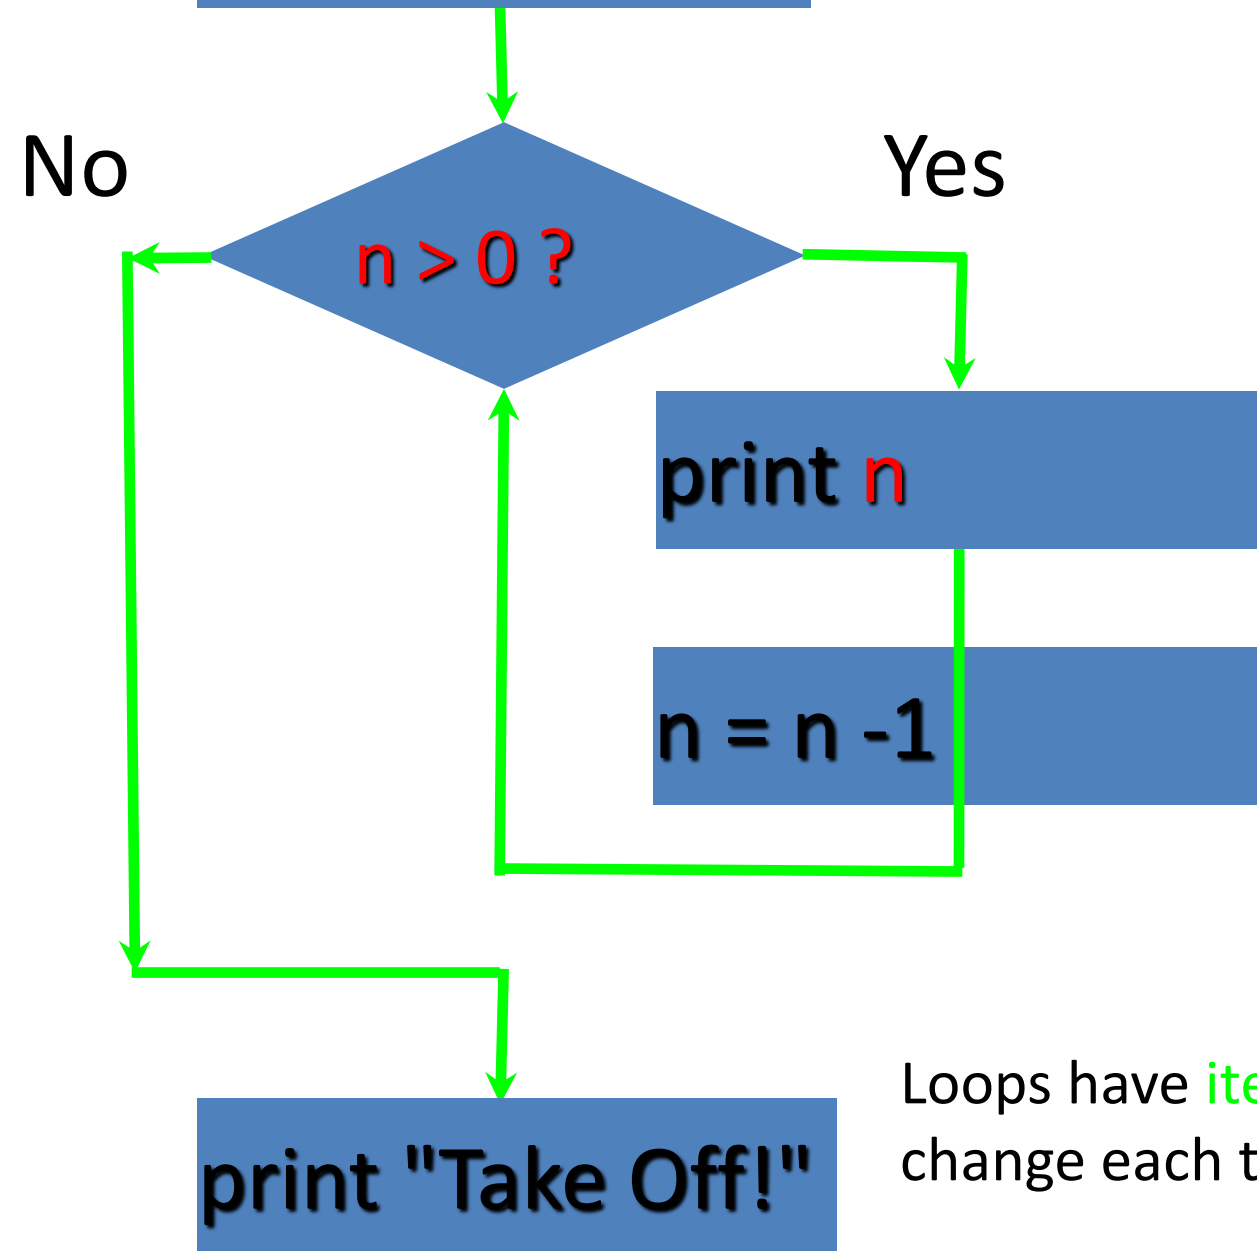 No
Yes
n > 0 ?
print n
n = n -1
print "Take Off!"
Loops have
change each